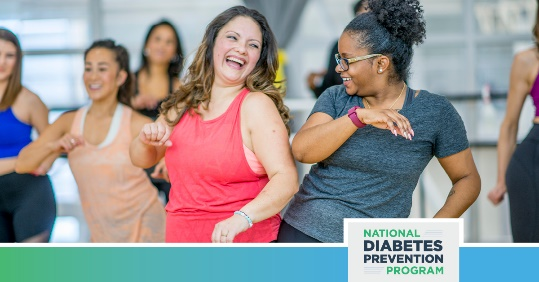 NATIONAL
DIABETES
PREVENTION
PROGRAM